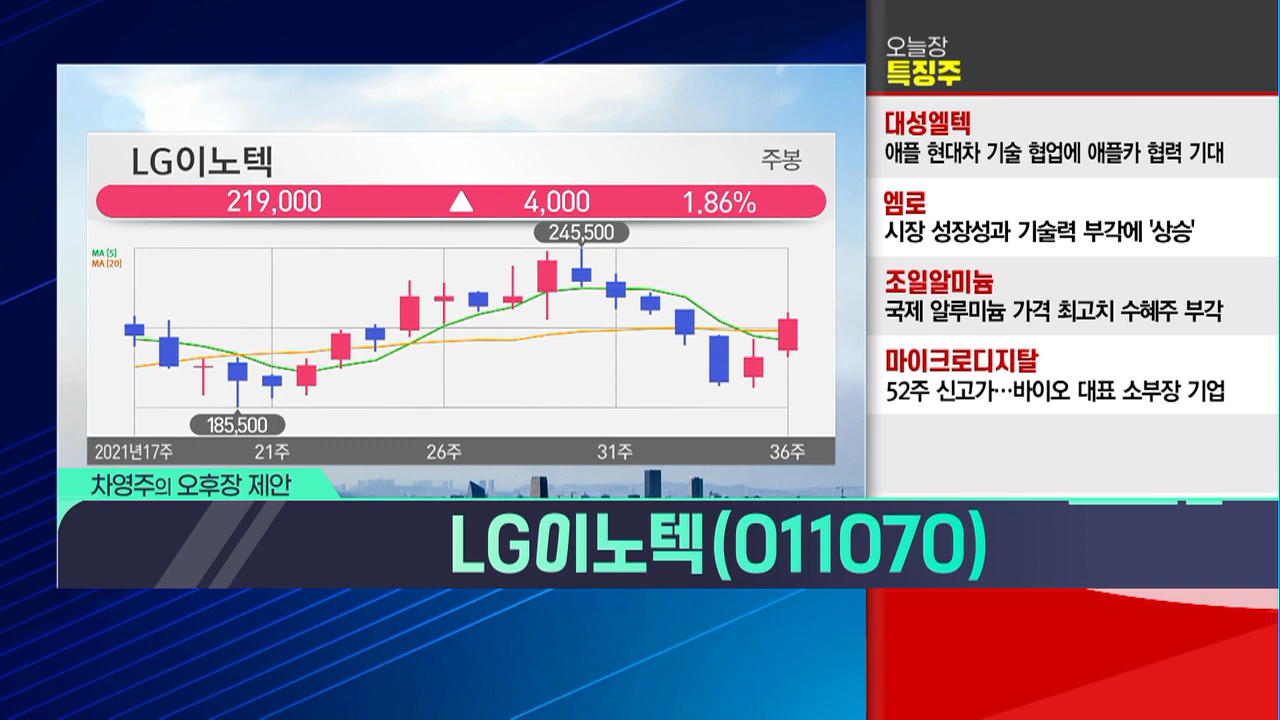 LG이노텍
주봉
219,000 ▲ 4,000 1.86%
245,500
MA [5]
MA [20]
185,500
2021년17주 21주 26주 31주 36주
차영주의 오후장 제안
LG이노텍(011070)
오늘장
특징주
대성엘텍
애플 현대차 기술 협업에 애플카 협력 기대
엠로
시장 성장성과 기술력 부각에 '상승'
조일알미늄
국제 알루미늄 가격 최고치 수혜주 부각
마이크로디지탈
52주 신고가…바이오 대표 소부장 기업